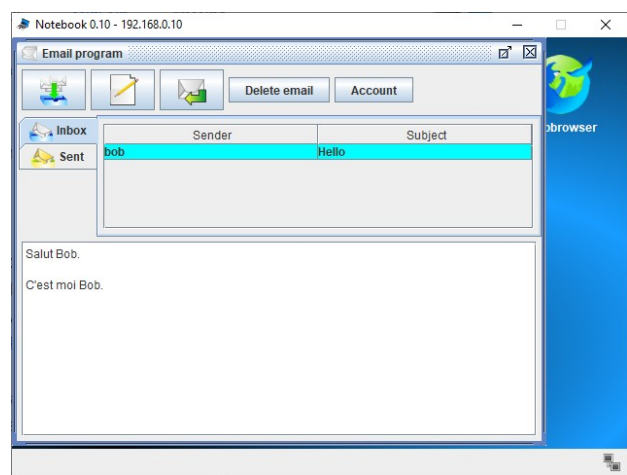 Notebook 0.10 - 192.168.0.10
Email program
Delete email
Account
Inbox
Sent
Sender Subject
bob Hello
Salut Bob.
C'est moi Bob.